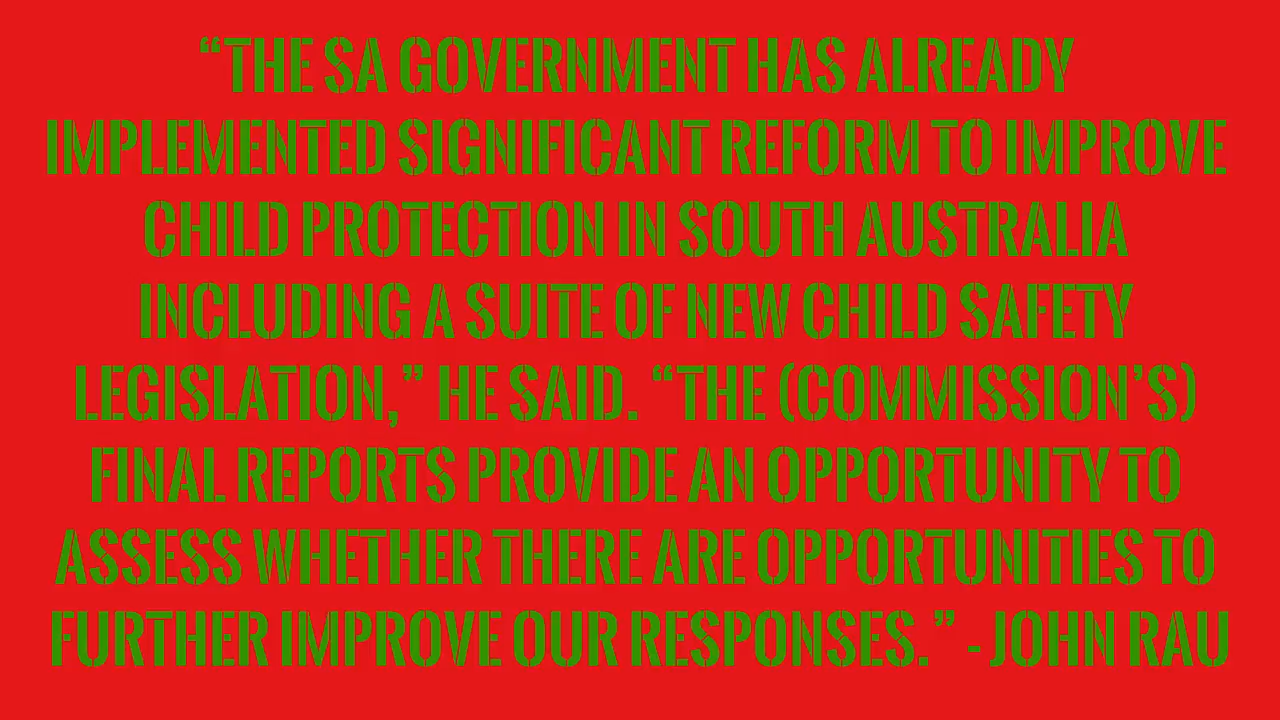 “THE SA GOVERNMENT HAS ALREADY
IMPLEMENTED SIGNIFICANT REFORM TO IMPROVE
CHILD PROTECTION IN SOUTH AUSTRALIA
INCLUDING A SUITE OF NEW CHILD SAFETY
LEGISLATION,” HE SAID. “THE (COMMISSION’S)
FINAL REPORTS PROVIDE AN OPPORTUNITY TO
ASSESS WHETHER THERE ARE OPPORTUNITIES TO
FURTHER IMPROVE OUR RESPONSES.” - JOHN RAU